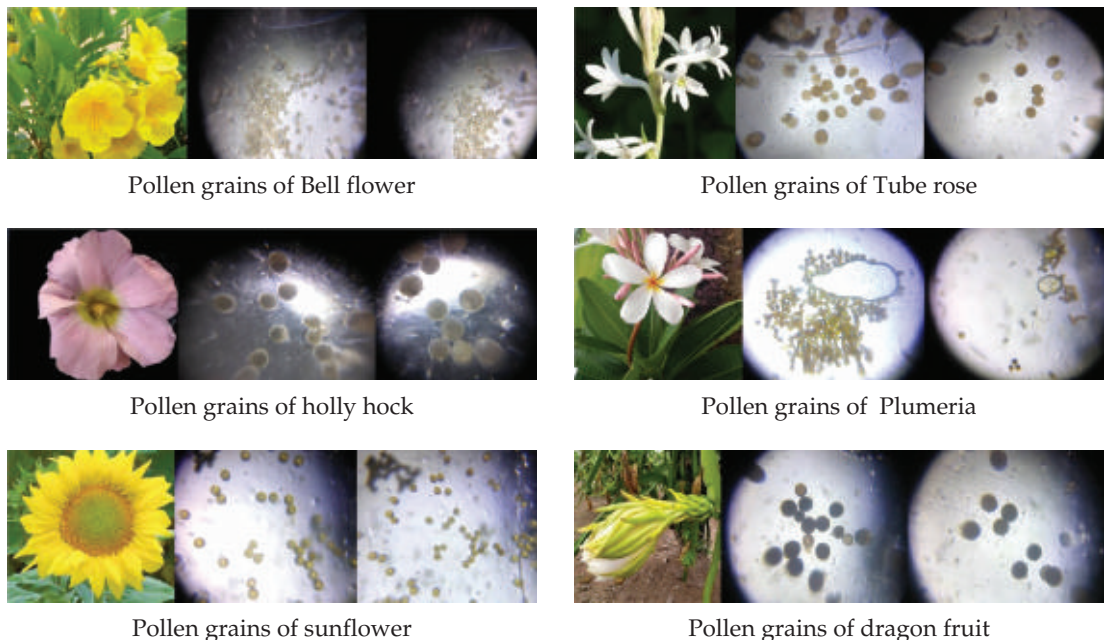 Pollen grains of Bell flower
Pollen grains of Tube rose
Pollen grains of holly hock
Pollen grains of Plumeria
Pollen grains of sunflower
Pollen grains of dragon fruit